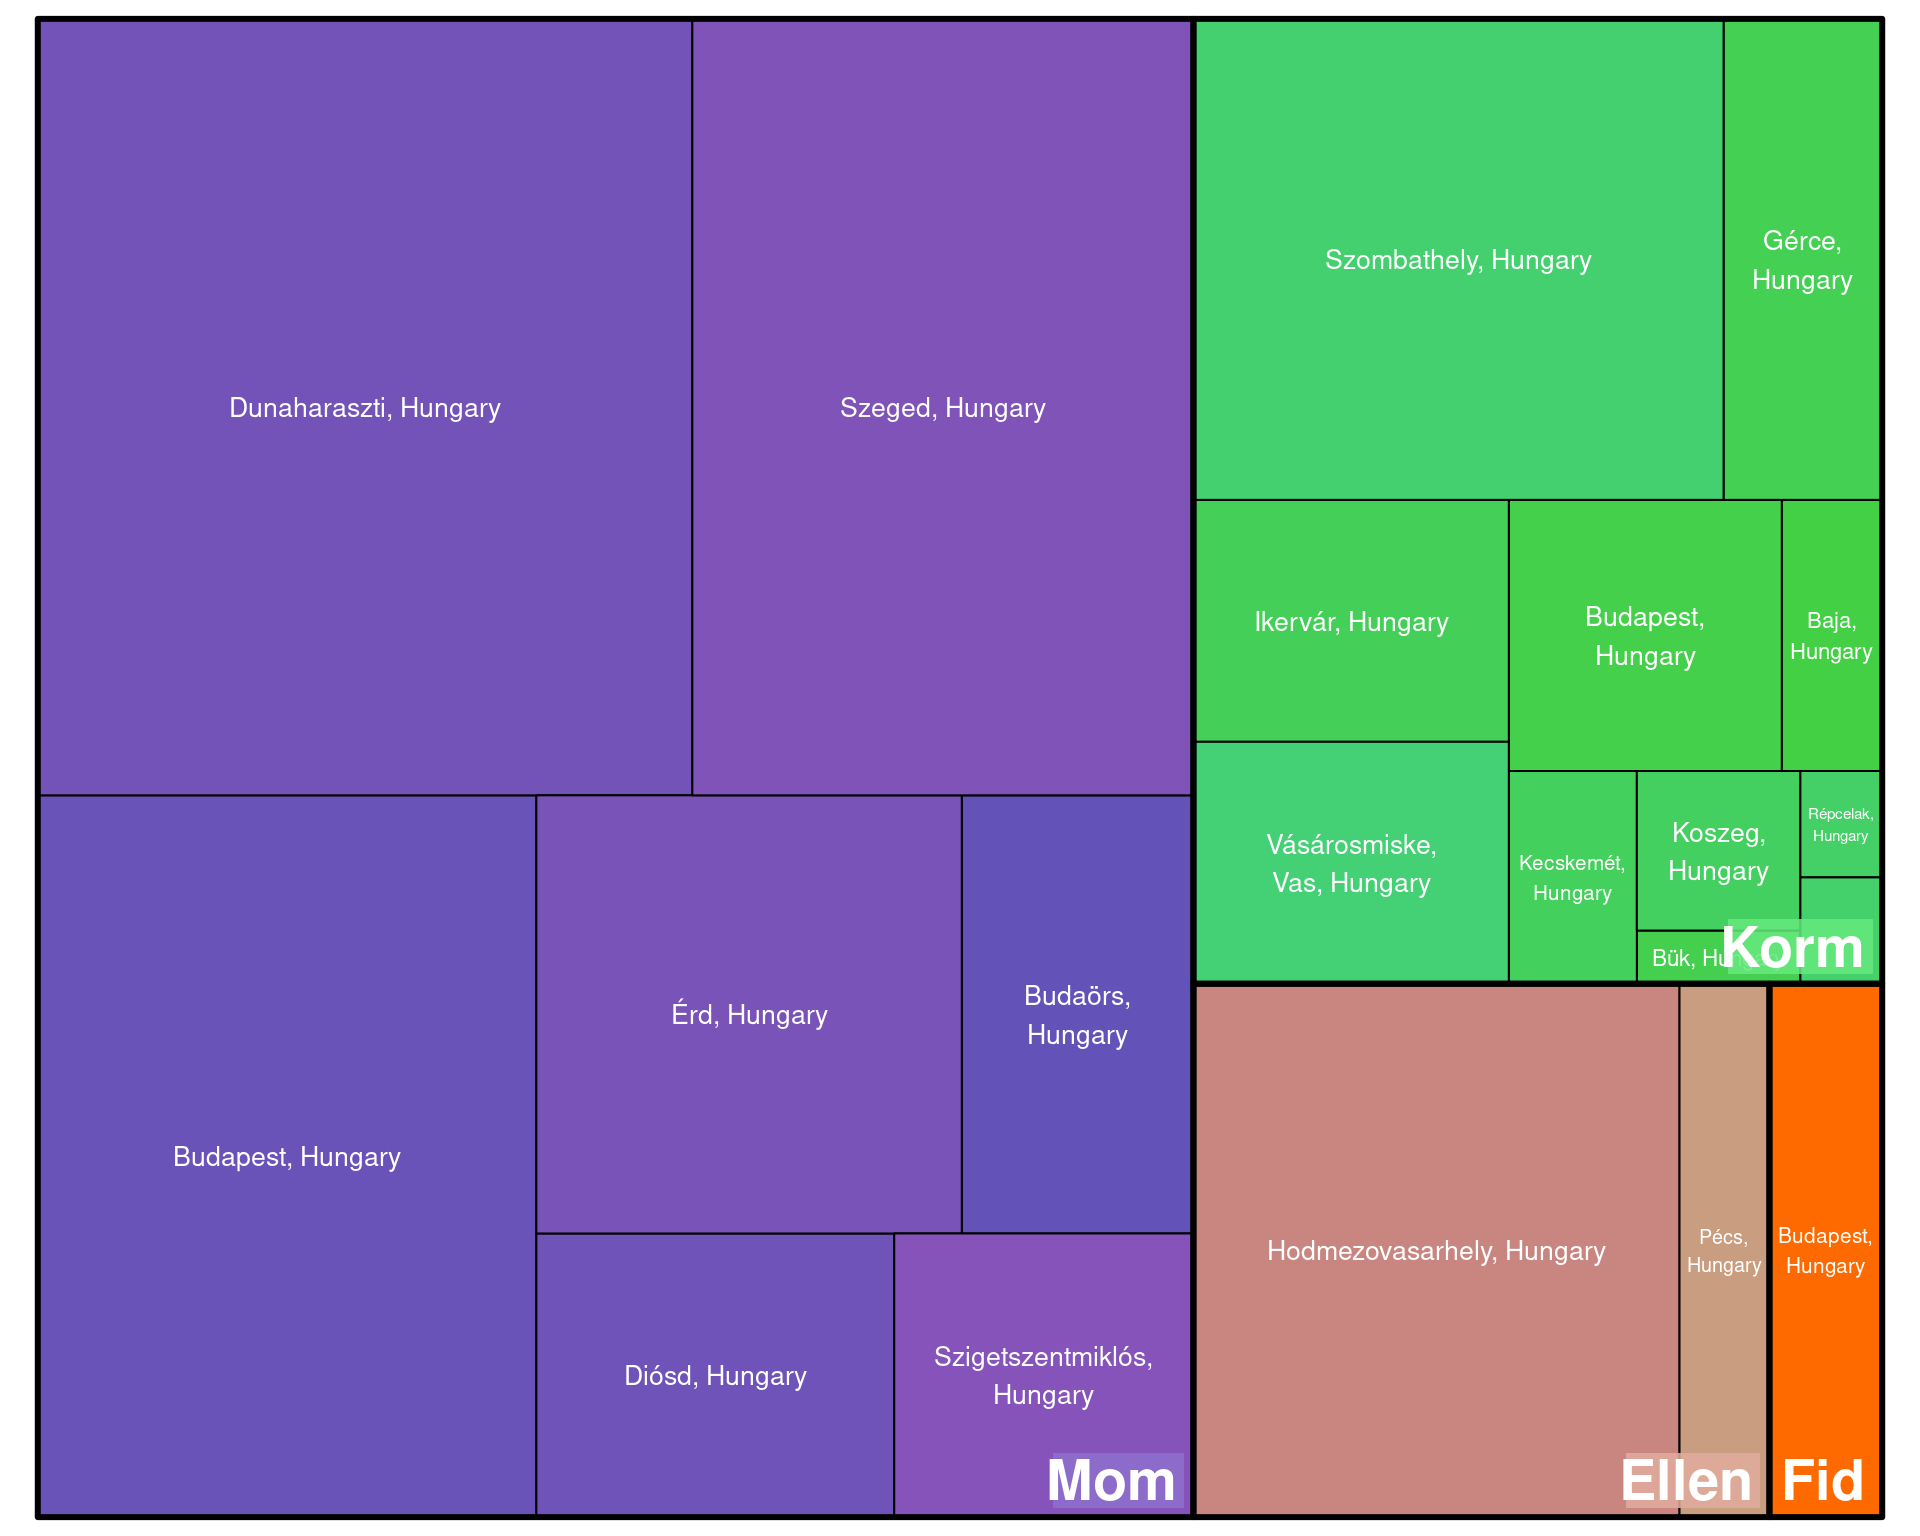 Dunaharaszti, Hungary
Szeged, Hungary
Budapest, Hungary
Érd, Hungary
Budaörs,
Hungary
Diósd, Hungary
Szigetszentmiklós,
Hungary
Mom
Szombathely, Hungary
Gérce,
Hungary
Ikervár, Hungary
Budapest,
Hungary
Baja,
Hungary
Vásárosmiske,
Vas, Hungary
Kecskemét,
Hungary
Koszeg,
Hungary
Répcelak,
Hungary
Bük, Hungary
Korm
Hodmezovasarhely, Hungary
Pécs,
Hungary
Ellen
Budapest,
Hungary
Fid